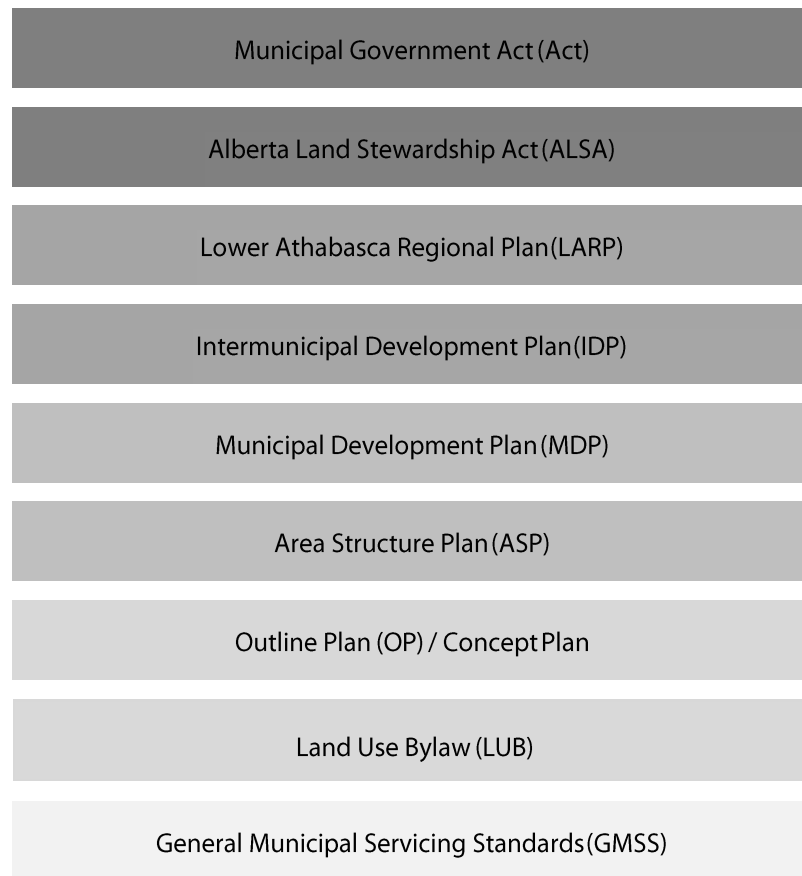 Municipal Government Act (Act)
Alberta Land Stewardship Act (ALSA)
Lower Athabasca Regional Plan (LARP)
Intermunicipal Development Plan (IDP)
Municipal Development Plan (MDP)
Area Structure Plan (ASP)
Outline Plan (OP) / Concept Plan
Land Use Bylaw (LUB)
General Municipal Servicing Standards (GMSS)